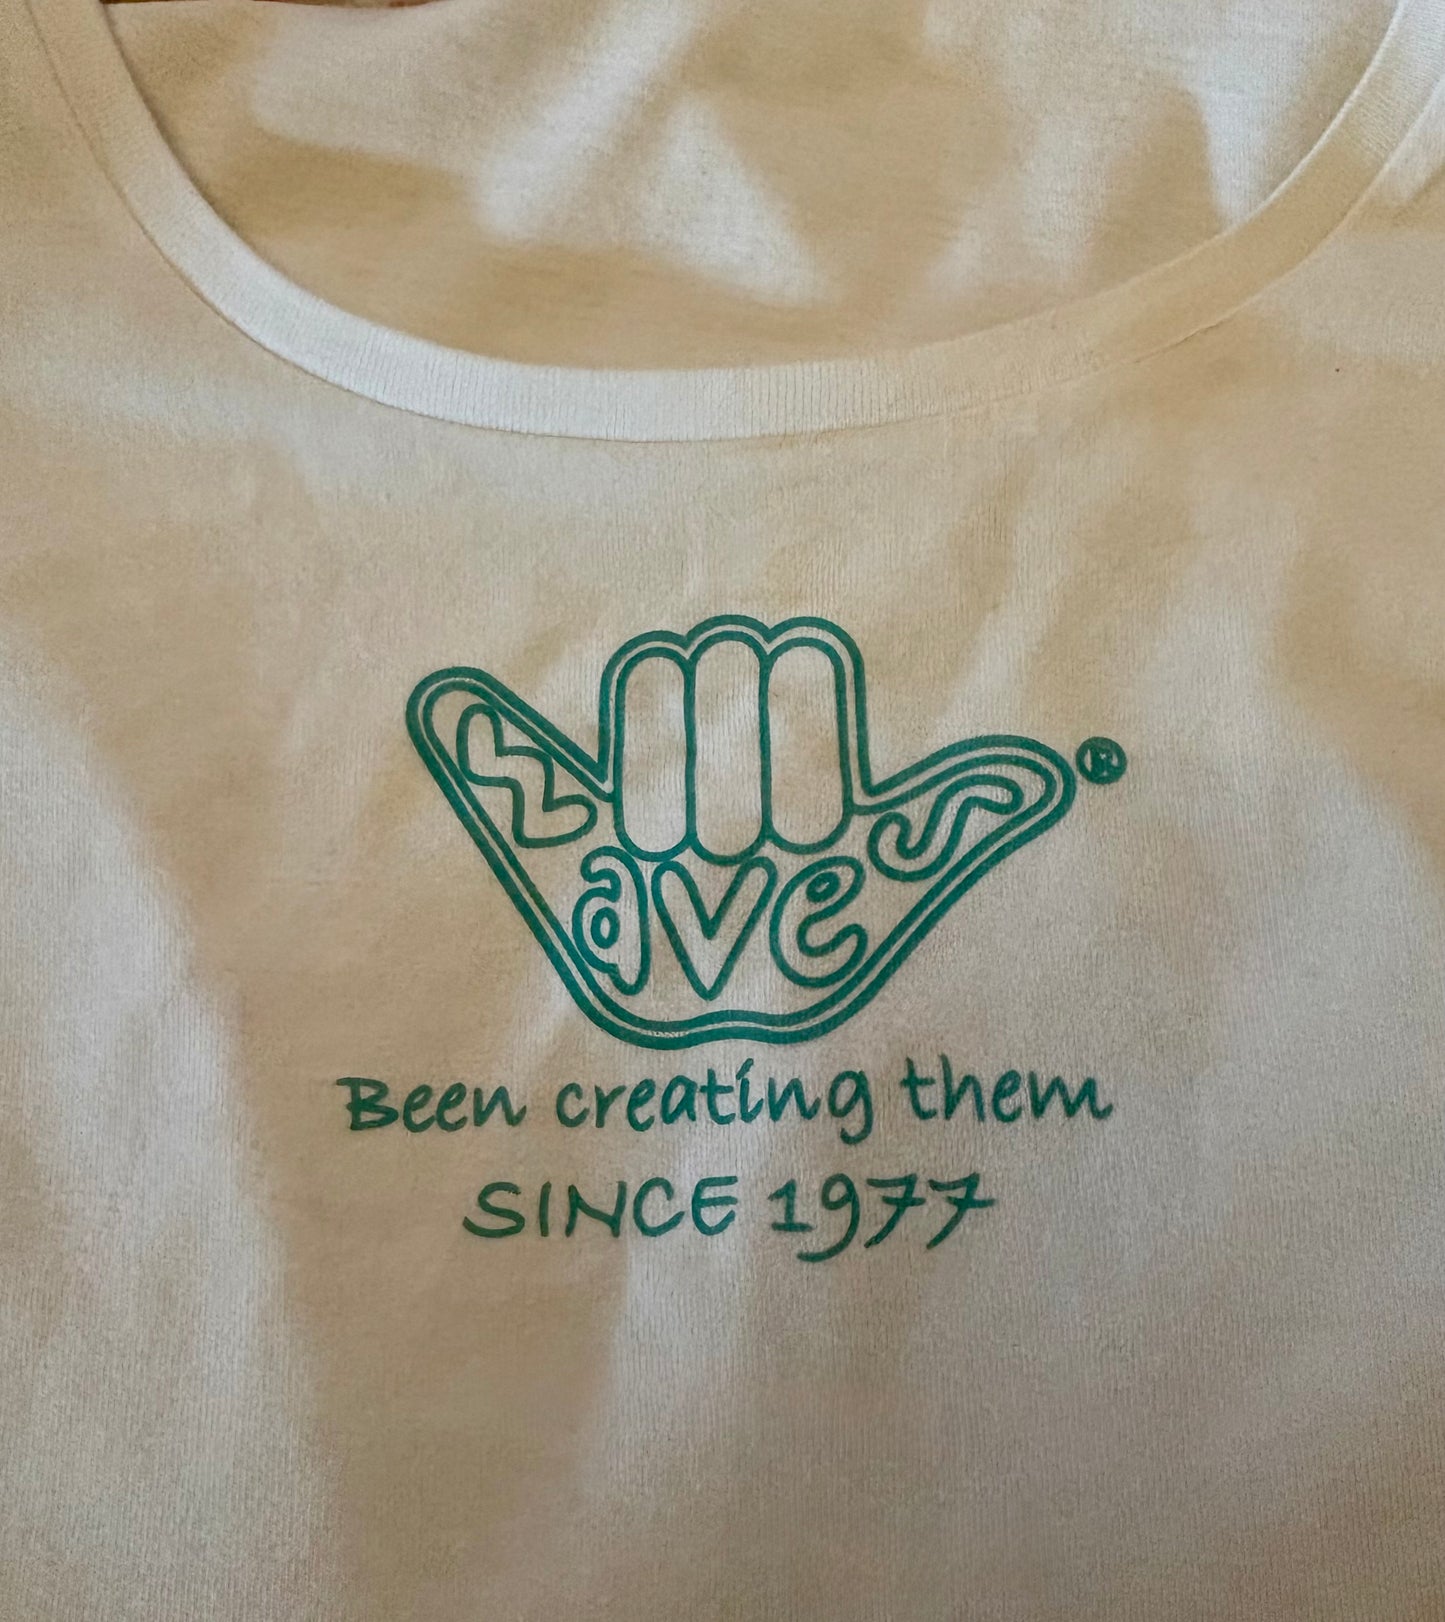 Waves®
Been creating them
SINCE 1977